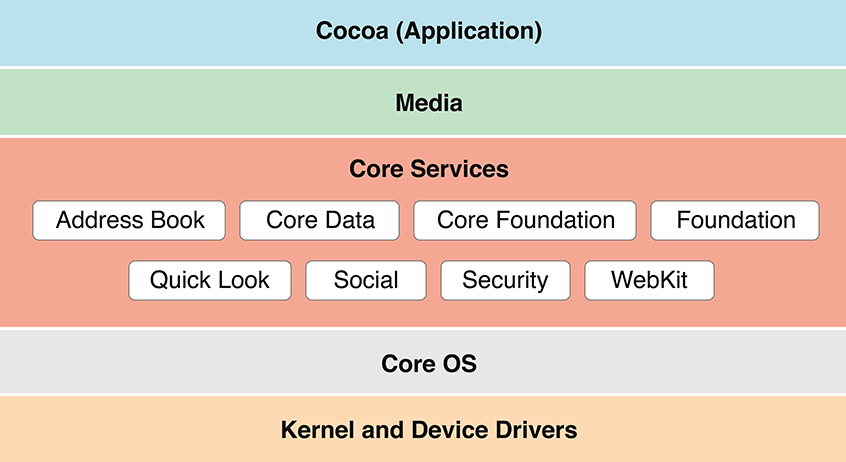 Cocoa (Application)
Media
Core Services
Address Book Core Data Core Foundation Foundation
Quick Look Social Security WebKit
Core OS
Kernel and Device Drivers